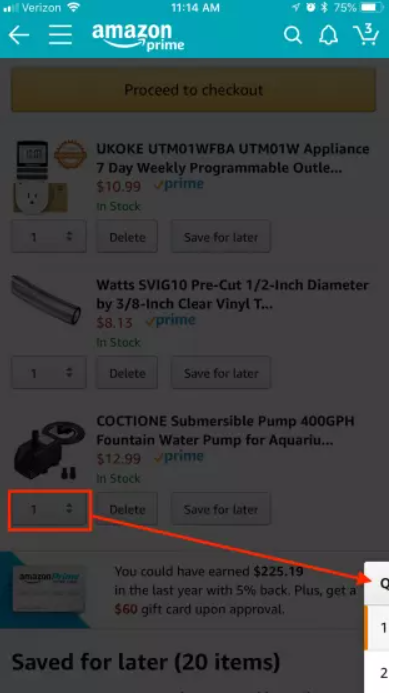 Verizon 11:14 AM 75%
amazon
prime
3
Proceed to checkout
UKOKE UTM01WFBA UTM01W Appliance
7 Day Weekly Programmable Outle...
$10.99 prime
In Stock
1 Delete Save for later
Watts SVIG10 Pre-Cut 1/2-Inch Diameter
by 3/8-Inch Clear Vinyl T...
$8.13 prime
In Stock
1 Delete Save for later
COCTIONE Submersible Pump 400GPH
Fountain Water Pump for Aquariu...
$12.99 prime
In Stock
1 Delete Save for later
Q
amazonPrime
You could have earned $225.19
in the last year with 5% back. Plus, get a
$60 gift card upon approval.
1
Saved for later (20 items)
2